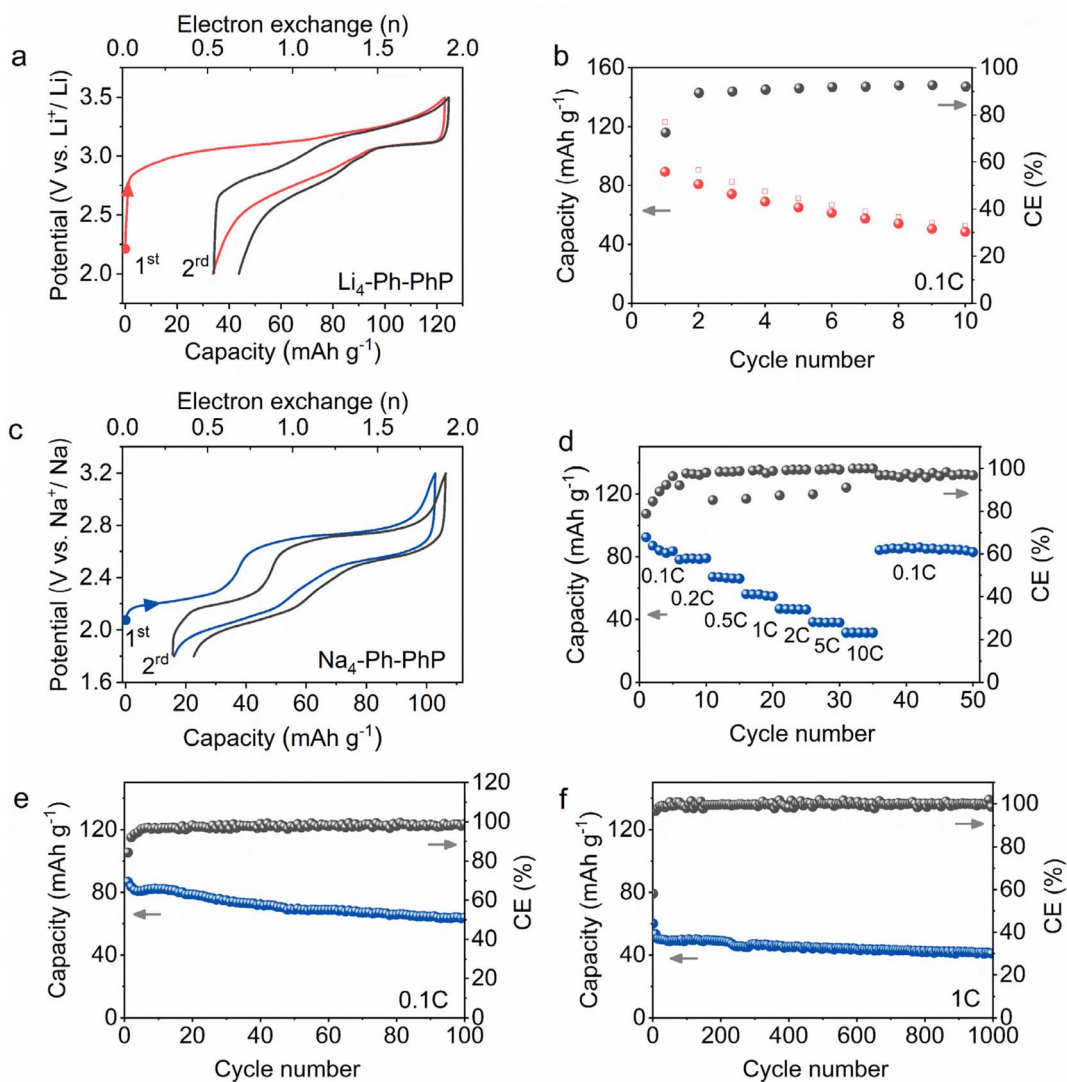 Electron exchange (n)
0.0 0.5 1.0 1.5 2.0
a
Potential (V vs. Li⁺/ Li)
3.5
3.0
2.5
2.0
1ˢᵗ
2ʳᵈ
Li₄-Ph-PhP
0 20 40 60 80 100 120
Capacity (mAh g⁻¹)
b
Capacity (mAh g⁻¹)
160
120
80
40
0
100
80
60
40
20
0
CE (%)
0.1C
0 2 4 6 8 10
Cycle number
Electron exchange (n)
0.0 0.5 1.0 1.5 2.0
c
Potential (V vs. Na⁺/ Na)
3.2
2.8
2.4
2.0
1.6
1ˢᵗ
2ʳᵈ
Na₄-Ph-PhP
0 20 40 60 80 100
Capacity (mAh g⁻¹)
d
Capacity (mAh g⁻¹)
120
80
40
0
100
80
60
40
20
0
CE (%)
0.1C
0.2C
0.5C
1C
2C
5C
10C
0.1C
0 10 20 30 40 50
Cycle number
e
Capacity (mAh g⁻¹)
120
80
40
0
120
100
80
60
40
20
0
CE (%)
0.1C
0 20 40 60 80 100
Cycle number
f
Capacity (mAh g⁻¹)
120
80
40
0
100
80
60
40
30
0
CE (%)
1C
0 200 400 600 800 1000
Cycle number